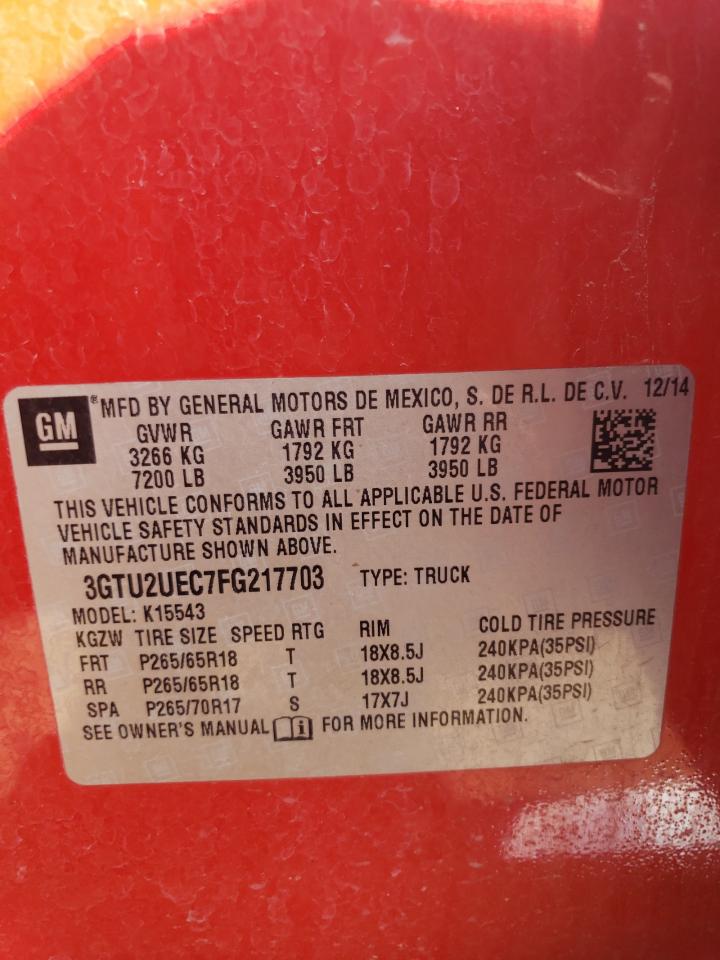 GM ® MFD BY GENERAL MOTORS DE MEXICO, S. DE R.L. DE C.V. 12/14
GVWR GAWR FRT GAWR RR
3266 KG 1792 KG 1792 KG
7200 LB 3950 LB 3950 LB
THIS VEHICLE CONFORMS TO ALL APPLICABLE U.S. FEDERAL MOTOR
VEHICLE SAFETY STANDARDS IN EFFECT ON THE DATE OF
MANUFACTURE SHOWN ABOVE.
3GTU2UEC7FG217703 TYPE: TRUCK
MODEL: K15543
KGZW TIRE SIZE SPEED RTG RIM COLD TIRE PRESSURE
FRT P265/65R18 T 18X8.5J 240KPA(35PSI)
RR P265/65R18 T 18X8.5J 240KPA(35PSI)
SPA P265/70R17 S 17X7J 240KPA(35PSI)
SEE OWNER'S MANUAL i FOR MORE INFORMATION.